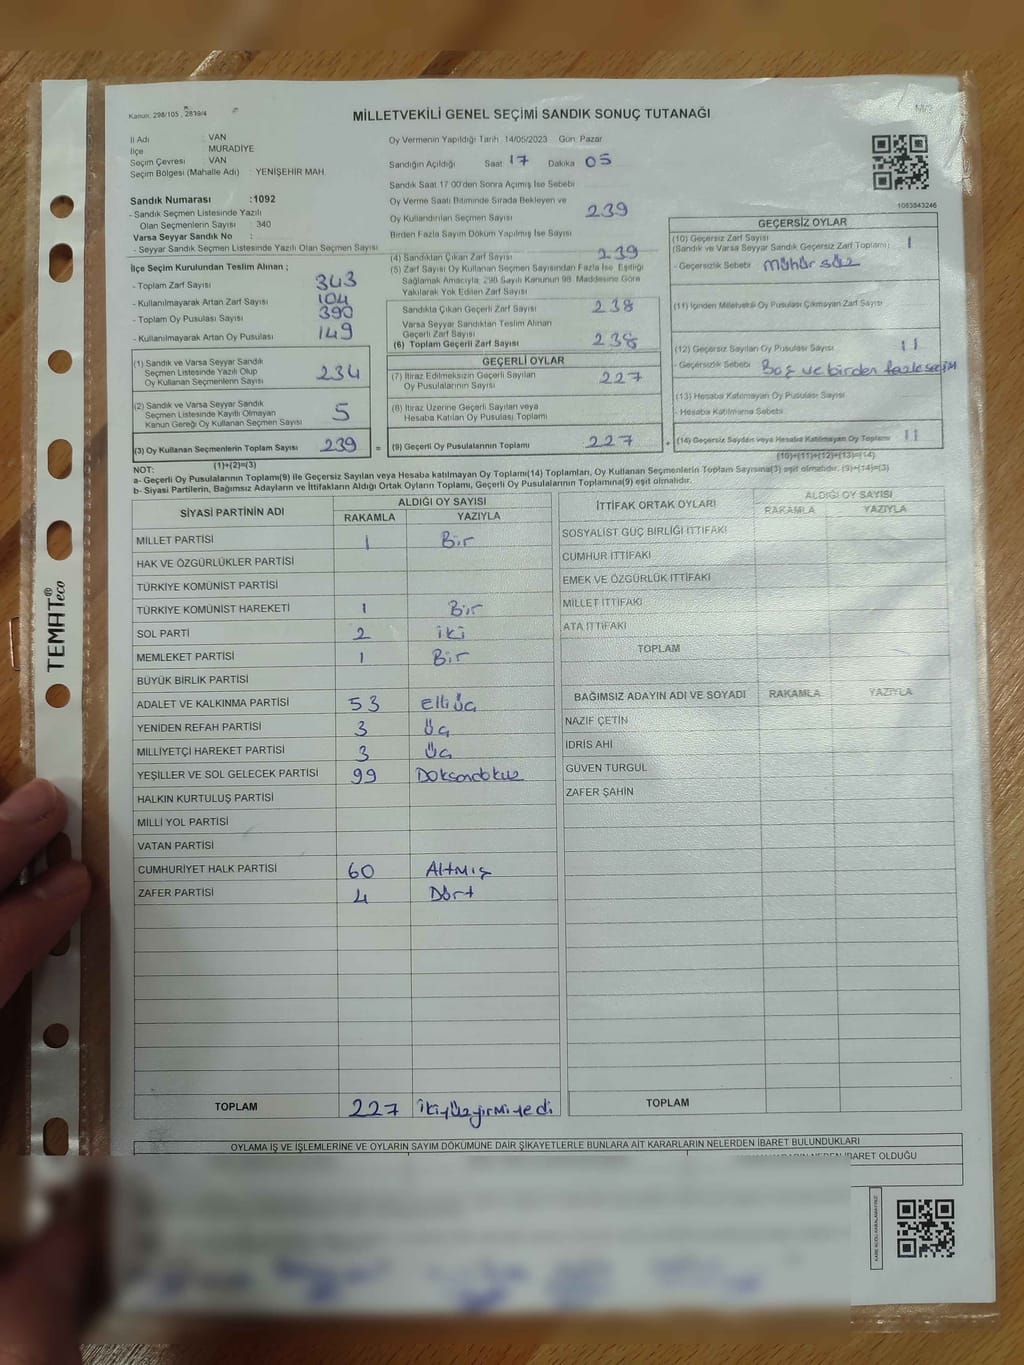 Kanun, 298/105 , 2839/4
MİLLETVEKİLİ GENEL SEÇİMİ SANDIK SONUÇ TUTANAĞI
İl Adı : VAN
İlçe MURADİYE
Seçim Çevresi : VAN
Seçim Bölgesi (Mahalle Adı) : YENİŞEHİR MAH.
Sandık Numarası :1092
- Sandık Seçmen Listesinde Yazılı
Olan Seçmenlerin Sayısı : 340
Varsa Seyyar Sandık No :
- Seyyar Sandık Seçmen Listesinde Yazılı Olan Seçmen Sayısı
İlçe Seçim Kurulundan Teslim Alınan ;
- Toplam Zarf Sayısı 343
- Kullanılmayarak Artan Zarf Sayısı 104
- Toplam Oy Pusulası Sayısı 390
- Kullanılmayarak Artan Oy Pusulası 149
(1) Sandık ve Varsa Seyyar Sandık
Seçmen Listesinde Yazılı Olup
Oy Kullanan Seçmenlerin Sayısı 234
(2) Sandık ve Varsa Seyyar Sandık
Seçmen Listesinde Kayıtlı Olmayan
Kanun Gereği Oy Kullanan Seçmen Sayısı 5
(3) Oy Kullanan Seçmenlerin Toplam Sayısı 239 =
(1)+(2)=(3)
Oy Vermenin Yapıldığı Tarih 14/05/2023 Gün Pazar
Sandığın Açıldığı Saat 17 Dakika 05
Sandık Saat 17 00'den Sonra Açılmış İse Sebebi
Oy Verme Saati Bitiminde Sırada Bekleyen ve
Oy Kullandırılan Seçmen Sayısı 239
Birden Fazla Sayım Döküm Yapılmış İse Sayısı
(4) Sandıktan Çıkan Zarf Sayısı 239
(5) Zarf Sayısı Oy Kullanan Seçmen Sayısından Fazla İse Eşitliği
Sağlamak Amacıyla 298 Sayılı Kanunun 98. Maddesine Göre
Yakılarak Yok Edilen Zarf Sayısı
Sandıkta Çıkan Geçerli Zarf Sayısı 238
Varsa Seyyar Sandıktan Teslim Alınan
Geçerli Zarf Sayısı
(6) Toplam Geçerli Zarf Sayısı 238
GEÇERLİ OYLAR
(7) İtiraz Edilmeksizin Geçerli Sayılan
Oy Pusulalarının Sayısı 227
(8) İtiraz Üzerine Geçerli Sayılan veya
Hesaba Katılan Oy Pusulası Toplamı
(9) Geçerli Oy Pusulalarının Toplamı 227 +
1083843246
GEÇERSİZ OYLAR
(10) Geçersiz Zarf Sayısı
(Sandık ve Varsa Seyyar Sandık Geçersiz Zarf Toplamı) 1
- Geçersizlik Sebebi mühürsüz
(11) İçinden Milletvekili Oy Pusulası Çıkmayan Zarf Sayısı
(12) Geçersiz Sayılan Oy Pusulası Sayısı 11
- Geçersizlik Sebebi Boş ve birden fazla seçim
(13) Hesaba Katılmayan Oy Pusulası Sayısı
- Hesaba Katılmama Sebebi
(14) Geçersiz Sayılan veya Hesaba Katılmayan Oy Toplamı 11
(10)+(11)+(12)+(13)=(14)
NOT:
a- Geçerli Oy Pusulalarının Toplamı(9) ile Geçersiz Sayılan veya Hesaba katılmayan Oy Toplamı(14) Toplamları, Oy Kullanan Seçmenlerin Toplam Sayısına(3) eşit olmalıdır. (9)+(14)=(3)
b- Siyasi Partilerin, Bağımsız Adayların ve İttifakların Aldığı Ortak Oyların Toplamı, Geçerli Oy Pusulalarının Toplamına(9) eşit olmalıdır.
SİYASİ PARTİNİN ADI ALDIĞI OY SAYISI
RAKAMLA YAZIYLA
MİLLET PARTİSİ 1 Bir
HAK VE ÖZGÜRLÜKLER PARTİSİ
TÜRKİYE KOMÜNİST PARTİSİ
TÜRKİYE KOMÜNİST HAREKETİ 1 Bir
SOL PARTİ 2 iki
MEMLEKET PARTİSİ 1 Bir
BÜYÜK BİRLİK PARTİSİ
ADALET VE KALKINMA PARTİSİ 53 Elli Üç
YENİDEN REFAH PARTİSİ 3 Üç
MİLLİYETÇİ HAREKET PARTİSİ 3 Üç
YEŞİLLER VE SOL GELECEK PARTİSİ 99 Doksandokuz
HALKIN KURTULUŞ PARTİSİ
MİLLİ YOL PARTİSİ
VATAN PARTİSİ
CUMHURİYET HALK PARTİSİ 60 Altmış
ZAFER PARTİSİ 4 Dört
TOPLAM 227 ikiyüzyirmiyedi
İTTİFAK ORTAK OYLARI ALDIĞI OY SAYISI
RAKAMLA YAZIYLA
SOSYALİST GÜÇ BİRLİĞİ İTTİFAKI
CUMHUR İTTİFAKI
EMEK VE ÖZGÜRLÜK İTTİFAKI
MİLLET İTTİFAKI
ATA İTTİFAKI
TOPLAM
BAĞIMSIZ ADAYIN ADI VE SOYADI RAKAMLA YAZIYLA
NAZİF ÇETİN
İDRİS AHİ
GÜVEN TURGUL
ZAFER ŞAHİN
TOPLAM
OYLAMA İŞ VE İŞLEMLERİNE VE OYLARIN SAYIM DÖKÜMÜNE DAİR ŞİKAYETLERLE BUNLARA AİT KARARLARIN NELERDEN İBARET BULUNDUKLARI
İBARET OLDUĞU
TEMAT® eco